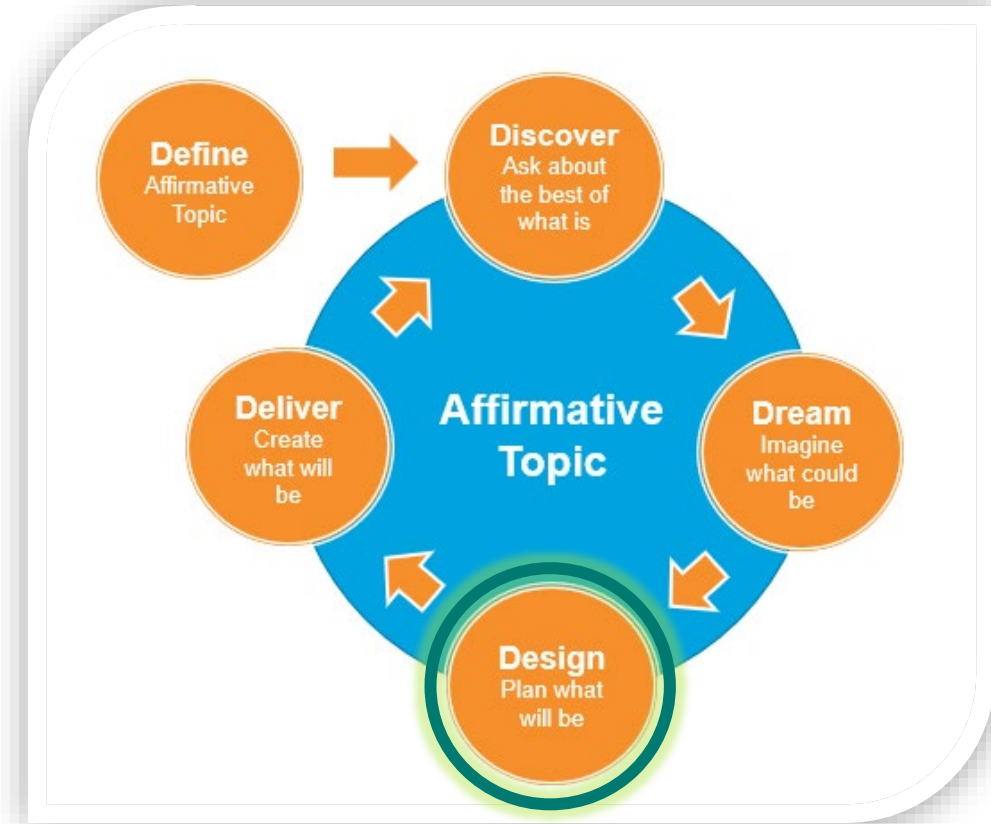 Define
Affirmative
Topic
Discover
Ask about
the best of
what is
Deliver
Create
what will
be
Affirmative
Topic
Dream
Imagine
what could
be
Design
Plan what
will be